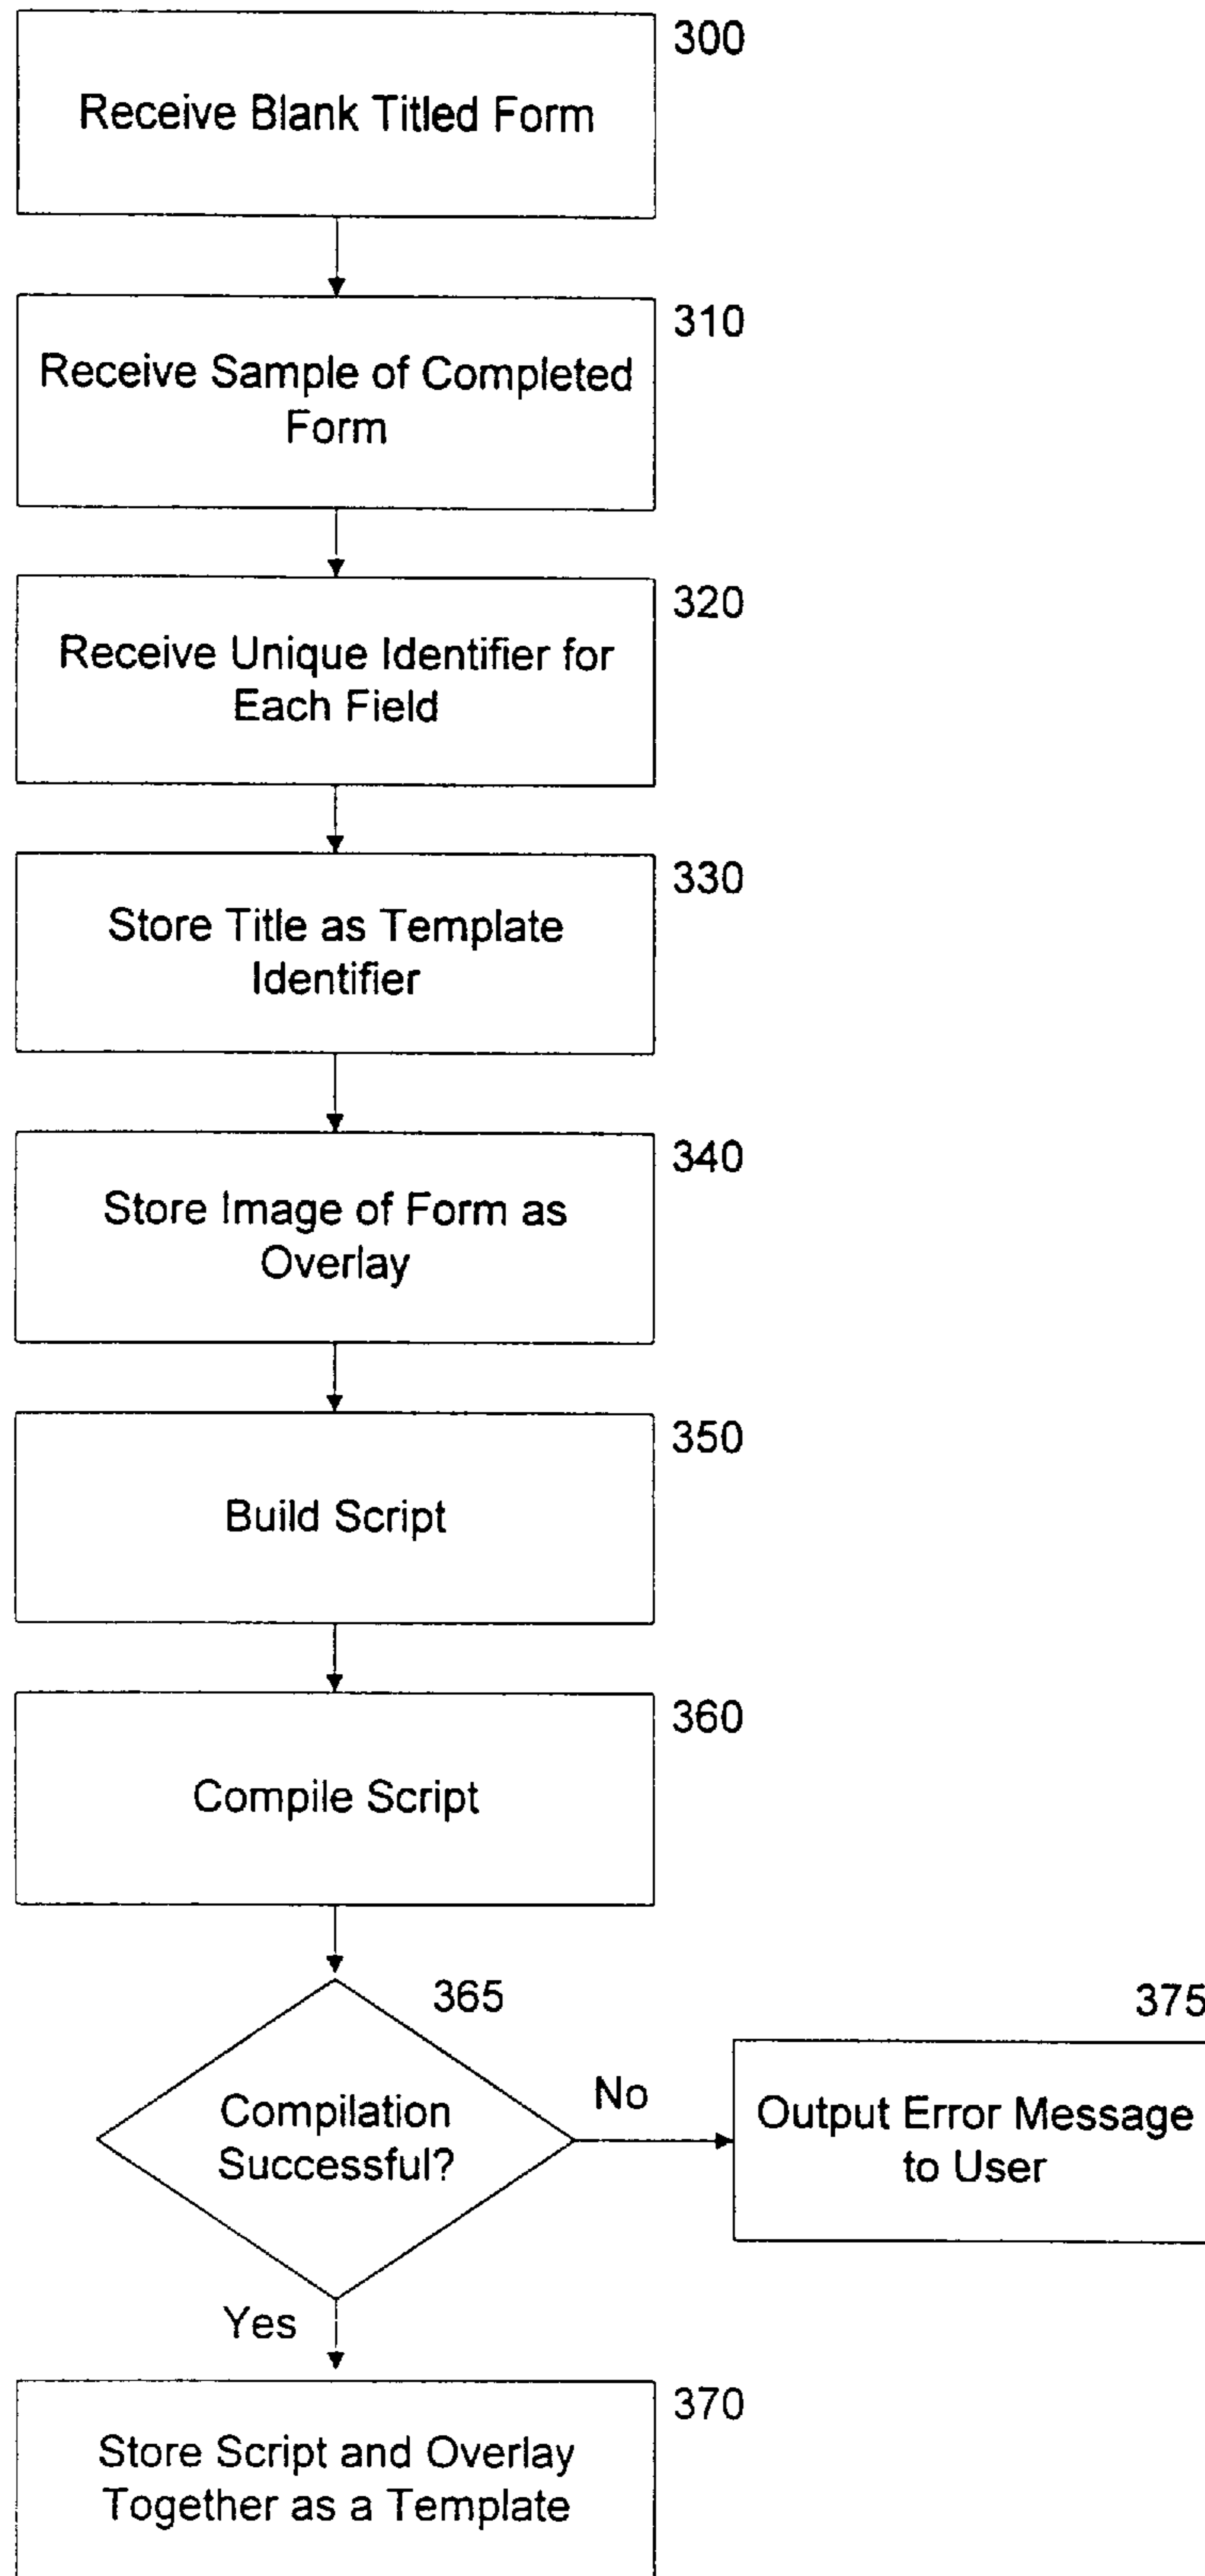 300
Receive Blank Titled Form
310
Receive Sample of Completed
Form
320
Receive Unique Identifier for
Each Field
330
Store Title as Template
Identifier
340
Store Image of Form as
Overlay
350
Build Script
360
Compile Script
365
375
Compilation
Successful?
No
Output Error Message
to User
Yes
370
Store Script and Overlay
Together as a Template